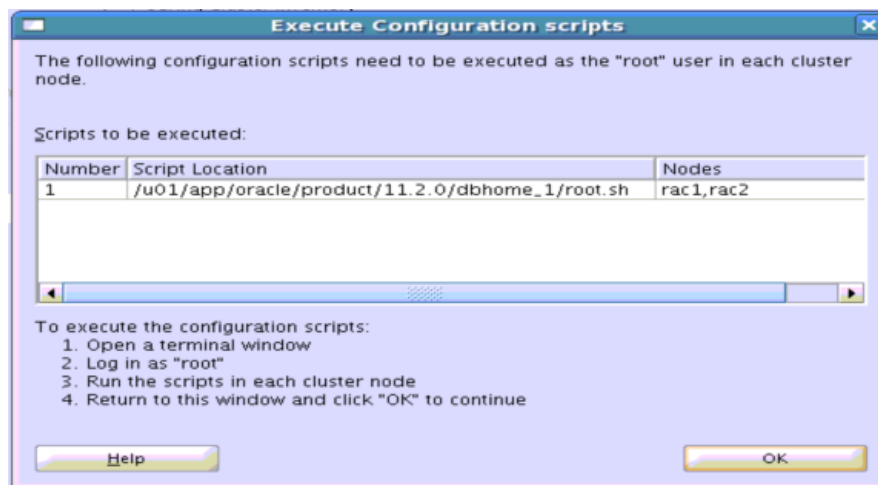 Execute Configuration scripts
The following configuration scripts need to be executed as the "root" user in each cluster
node.
Scripts to be executed:
Number Script Location Nodes
1 /u01/app/oracle/product/11.2.0/dbhome_1/root.sh rac1,rac2
To execute the configuration scripts:
1. Open a terminal window
2. Log in as "root"
3. Run the scripts in each cluster node
4. Return to this window and click "OK" to continue
Help OK